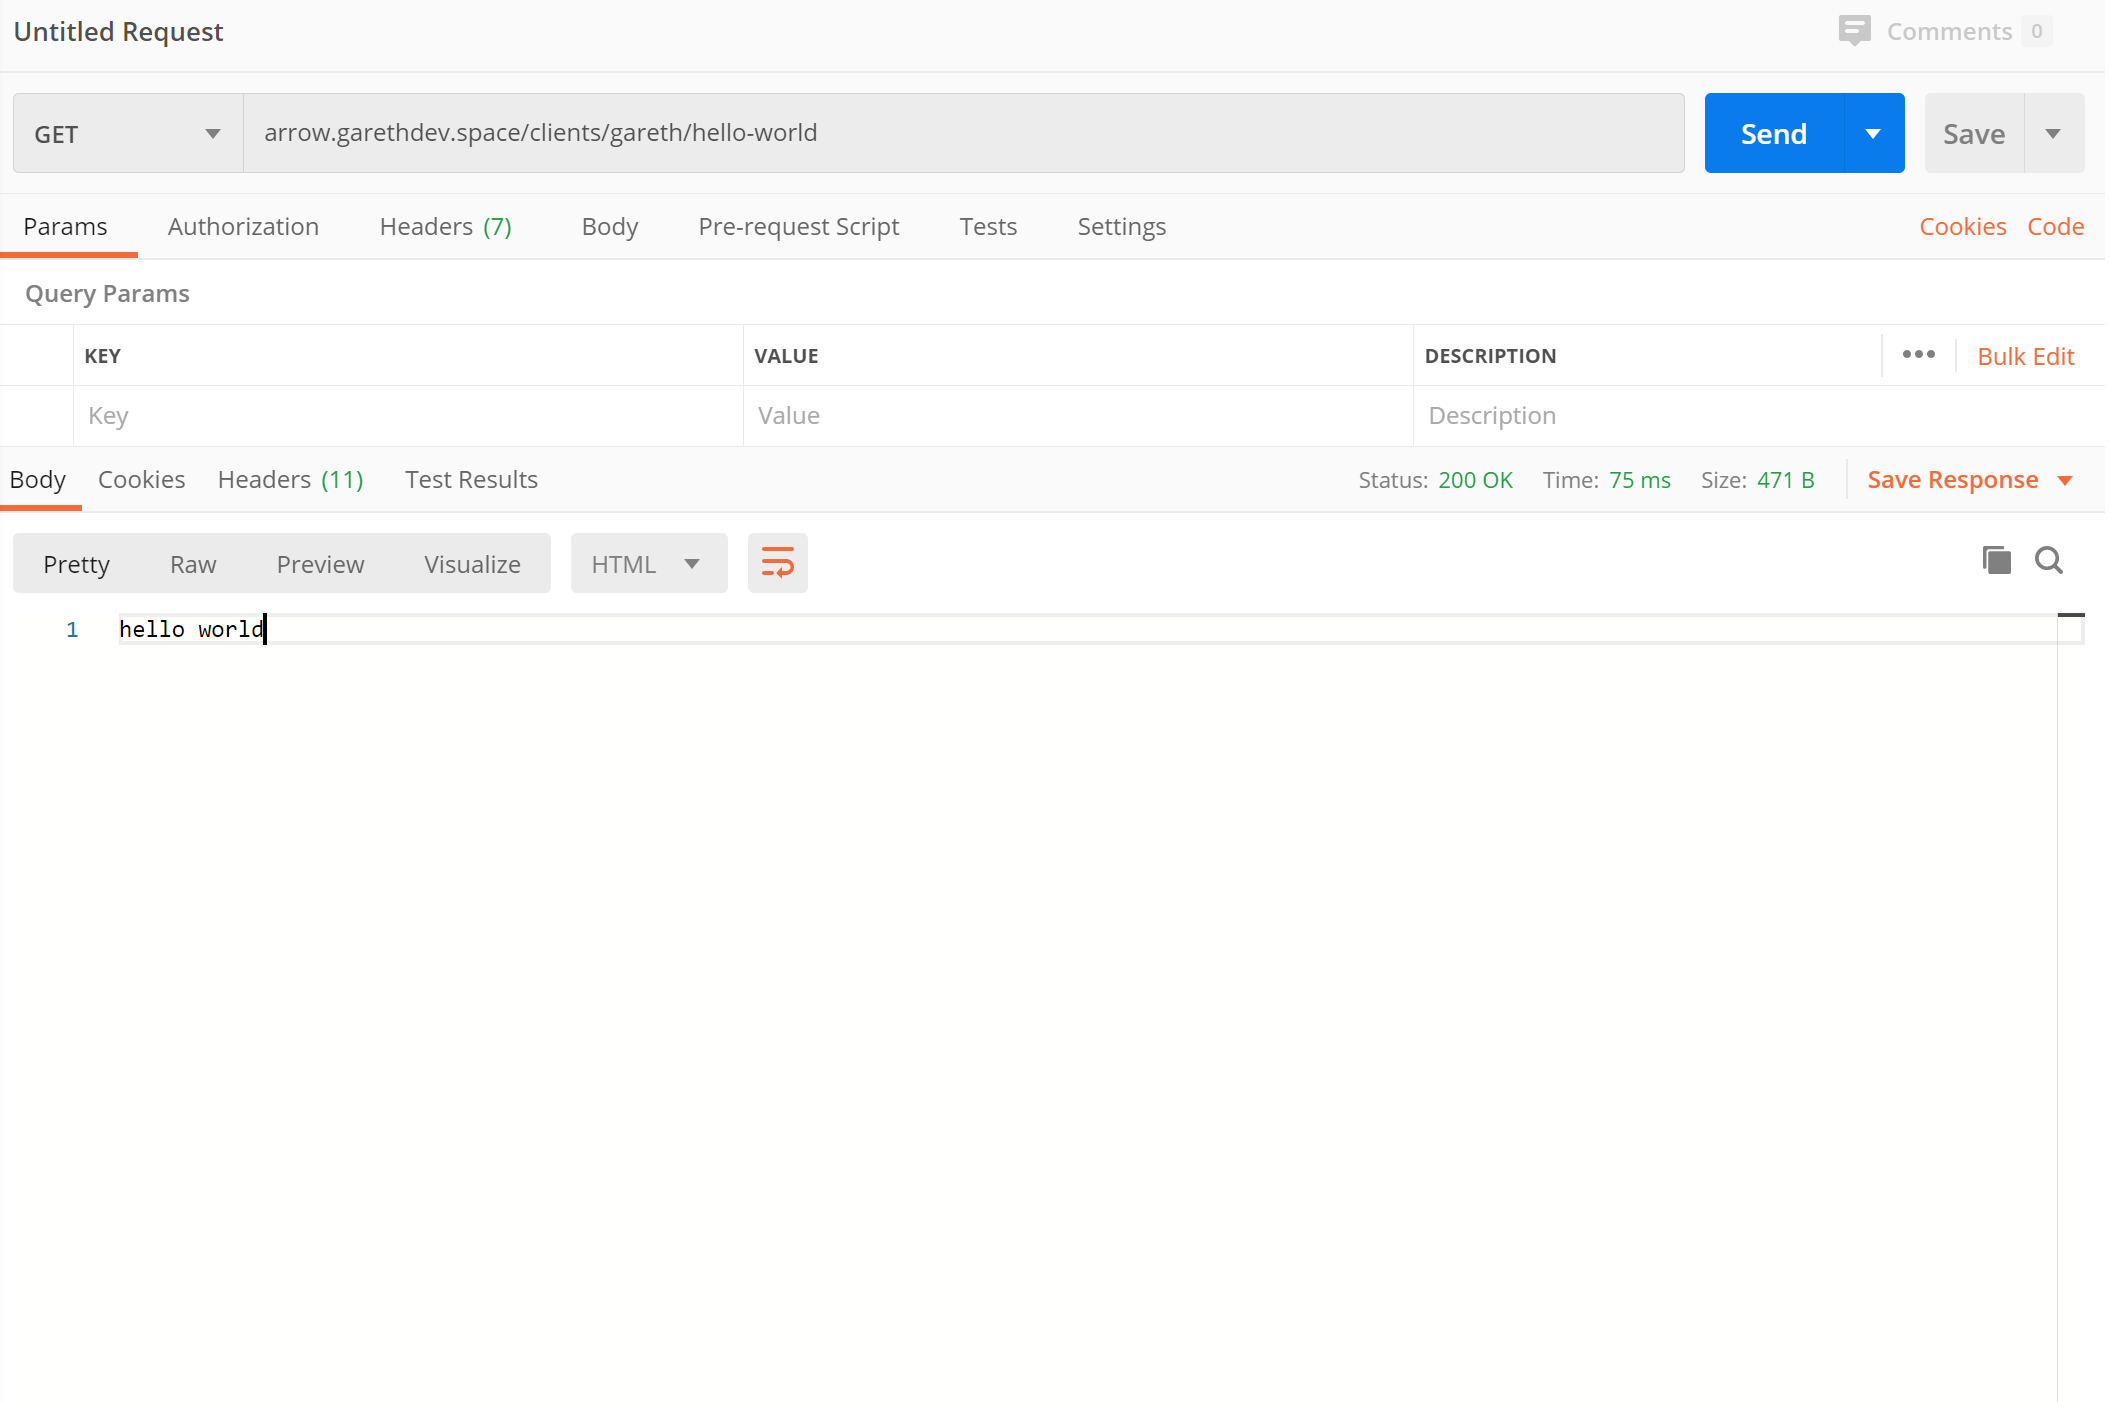 Untitled Request Comments 0
GET arrow.garethdev.space/clients/gareth/hello-world Send Save
Params Authorization Headers (7) Body Pre-request Script Tests Settings Cookies Code
Query Params
KEY VALUE DESCRIPTION ••• Bulk Edit
Key Value Description
Body Cookies Headers (11) Test Results Status: 200 OK Time: 75 ms Size: 471 B Save Response
Pretty Raw Preview Visualize HTML
1 hello world